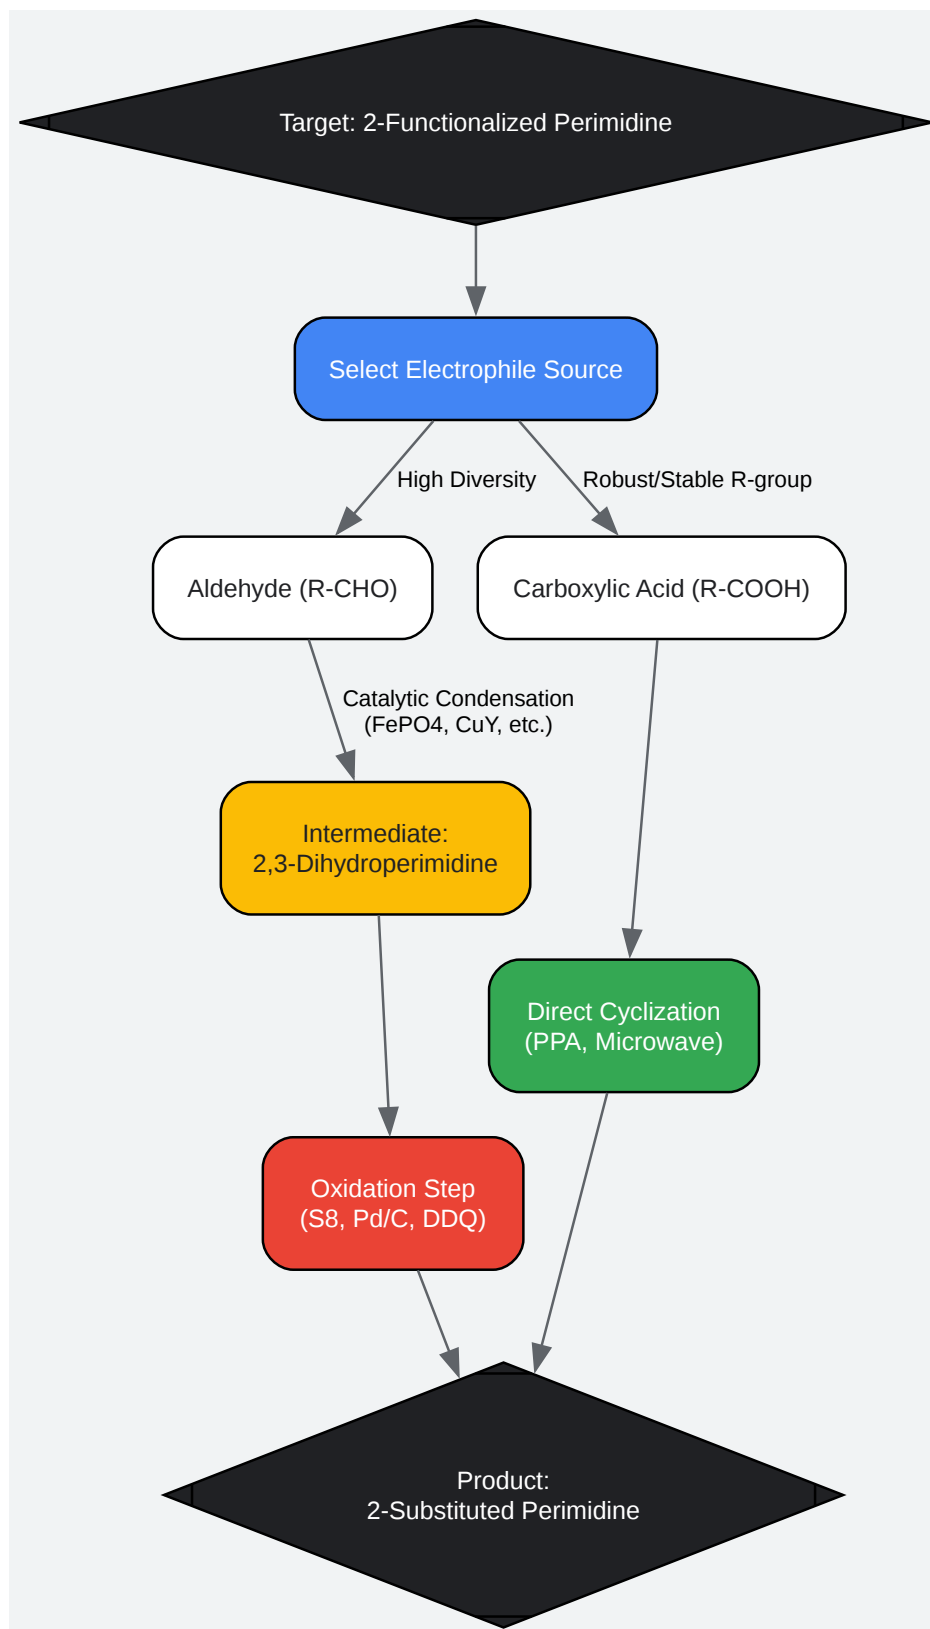 Target: 2-Functionalized Perimidine
Select Electrophile Source
High Diversity
Robust/Stable R-group
Aldehyde (R-CHO)
Carboxylic Acid (R-COOH)
Catalytic Condensation
(FePO4, CuY, etc.)
Intermediate:
2,3-Dihydroperimidine
Direct Cyclization
(PPA, Microwave)
Oxidation Step
(S8, Pd/C, DDQ)
Product:
2-Substituted Perimidine